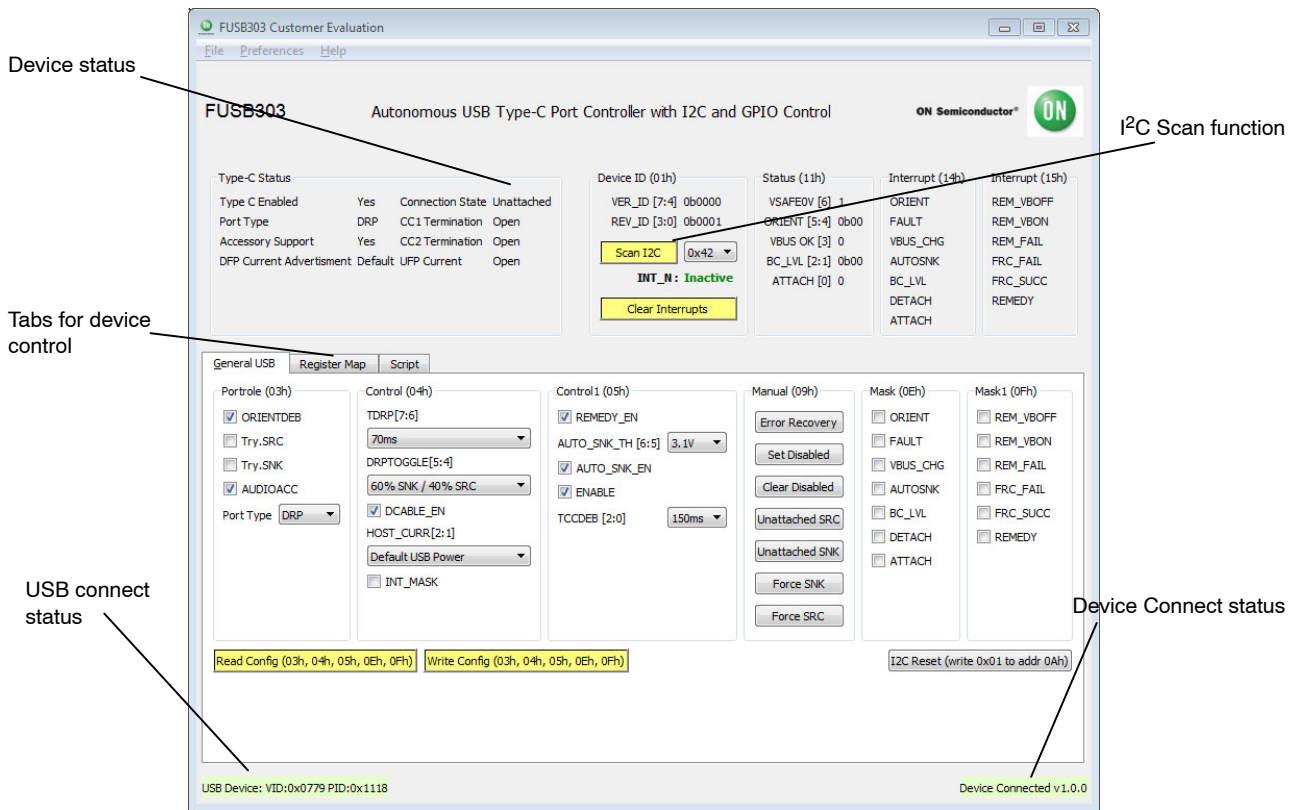 FUSB303 Customer Evaluation
File Preferences Help
Device status
FUSB303
Autonomous USB Type-C Port Controller with I2C and GPIO Control
ON Semiconductor®
ON
I2C Scan function
Type-C Status
Type C Enabled Yes Connection State Unattached
Port Type DRP CC1 Termination Open
Accessory Support Yes CC2 Termination Open
DFP Current Advertisment Default UFP Current Open
Device ID (01h)
VER_ID [7:4] 0b0000
REV_ID [3:0] 0b0001
Scan I2C 0x42
INT_N: Inactive
Clear Interrupts
Status (11h)
VSAFE0V [6] 1
ORIENT [5:4] 0b00
VBUS OK [3] 0
BC_LVL [2:1] 0b00
ATTACH [0] 0
Interrupt (14h)
ORIENT
FAULT
VBUS_CHG
AUTOSNK
BC_LVL
DETACH
ATTACH
Interrupt (15h)
REM_VBOFF
REM_VBON
REM_FAIL
FRC_FAIL
FRC_SUCC
REMEDY
Tabs for device
control
General USB Register Map Script
Portrole (03h)
ORIENTDEB
Try.SRC
Try.SNK
AUDIOACC
Port Type DRP
Control (04h)
TDRP[7:6]
70ms
DRPTOGGLE[5:4]
60% SNK / 40% SRC
DCABLE_EN
HOST_CURR[2:1]
Default USB Power
INT_MASK
Control1 (05h)
REMEDY_EN
AUTO_SNK_TH [6:5] 3.1V
AUTO_SNK_EN
ENABLE
TCCDEB [2:0] 150ms
Manual (09h)
Error Recovery
Set Disabled
Clear Disabled
Unattached SRC
Unattached SNK
Force SNK
Force SRC
Mask (0Eh)
ORIENT
FAULT
VBUS_CHG
AUTOSNK
BC_LVL
DETACH
ATTACH
Mask1 (0Fh)
REM_VBOFF
REM_VBON
REM_FAIL
FRC_FAIL
FRC_SUCC
REMEDY
USB connect
status
Device Connect status
Read Config (03h, 04h, 05h, 0Eh, 0Fh) Write Config (03h, 04h, 05h, 0Eh, 0Fh) I2C Reset (write 0x01 to addr 0Ah)
USB Device: VID:0x0779 PID:0x1118
Device Connected v1.0.0